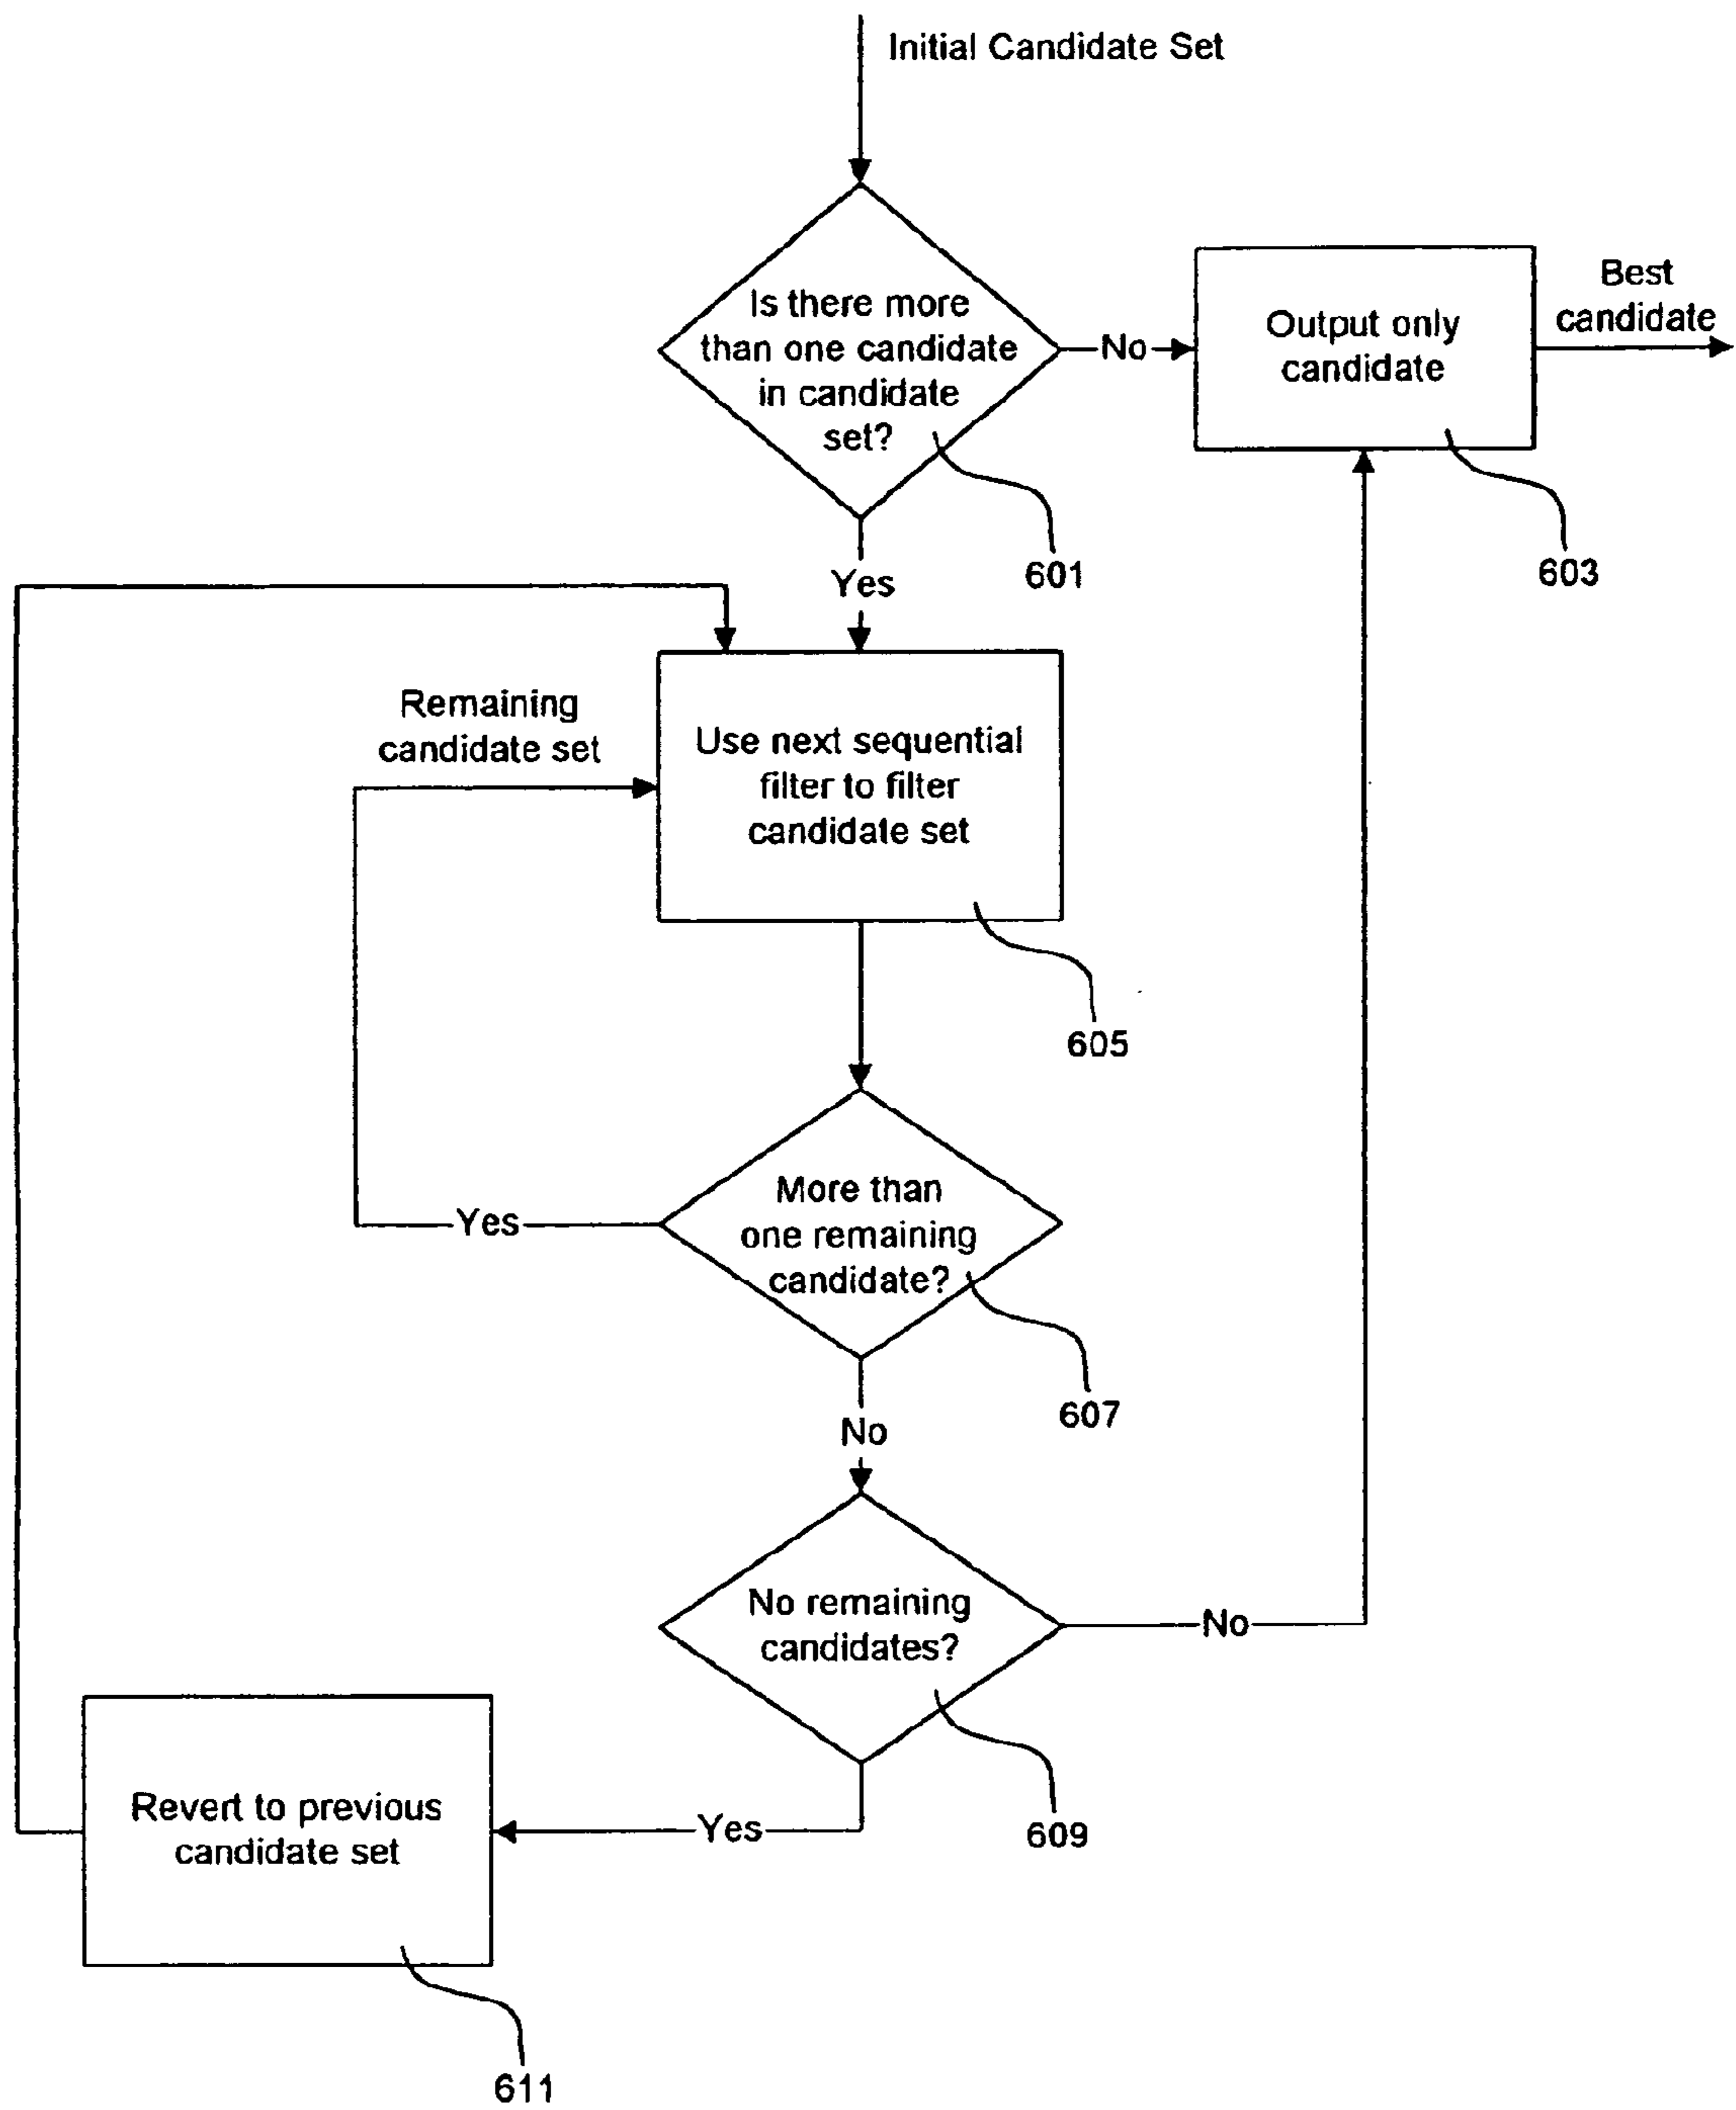 Initial Candidate Set
Is there more
than one candidate
in candidate
set?
No
Output only
candidate
Best
candidate
601
603
Yes
Remaining
candidate set
Use next sequential
filter to filter
candidate set
605
More than
one remaining
candidate?
Yes
607
No
No remaining
candidates?
No
609
Yes
Revert to previous
candidate set
611